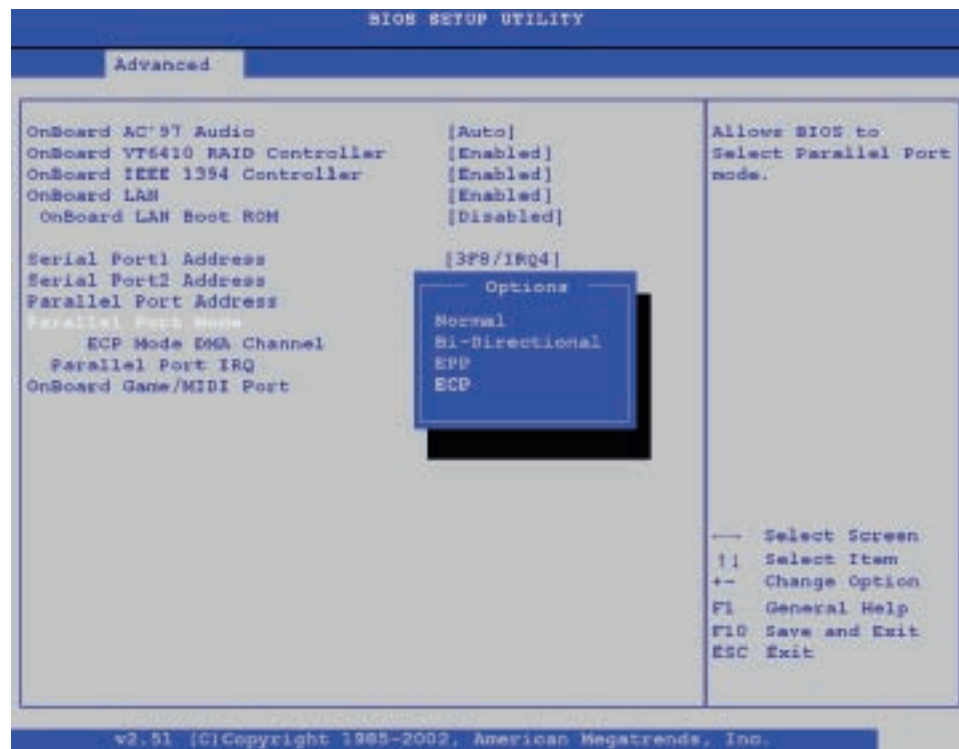 BIOS SETUP UTILITY
Advanced
OnBoard AC'97 Audio [Auto]
OnBoard VT6410 RAID Controller [Enabled]
OnBoard IEEE 1394 Controller [Enabled]
OnBoard LAN [Enabled]
OnBoard LAN Boot ROM [Disabled]
Serial Port1 Address [3F8/IRQ4]
Serial Port2 Address
Parallel Port Address
Parallel Port Mode
ECP Mode DMA Channel
Parallel Port IRQ
OnBoard Game/MIDI Port
Options
Normal
Bi-Directional
EPP
ECP
Allows BIOS to
Select Parallel Port
mode.
←→ Select Screen
↑↓ Select Item
+- Change Option
F1 General Help
F10 Save and Exit
ESC Exit
v2.51 (C)Copyright 1985-2002, American Megatrends, Inc.